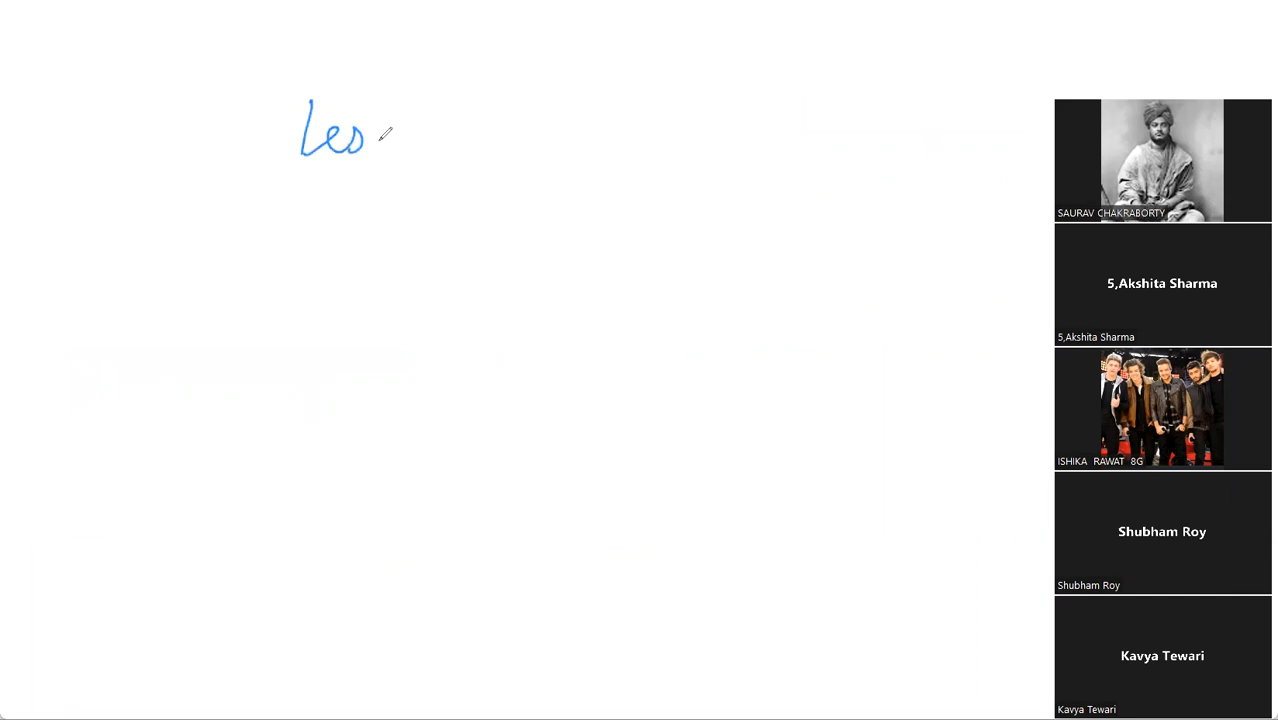 Les
SAURAV CHAKRABORTY
5,Akshita Sharma
5,Akshita Sharma
ISHIKA RAWAT 8G
Shubham Roy
Shubham Roy
Kavya Tewari
Kavya Tewari